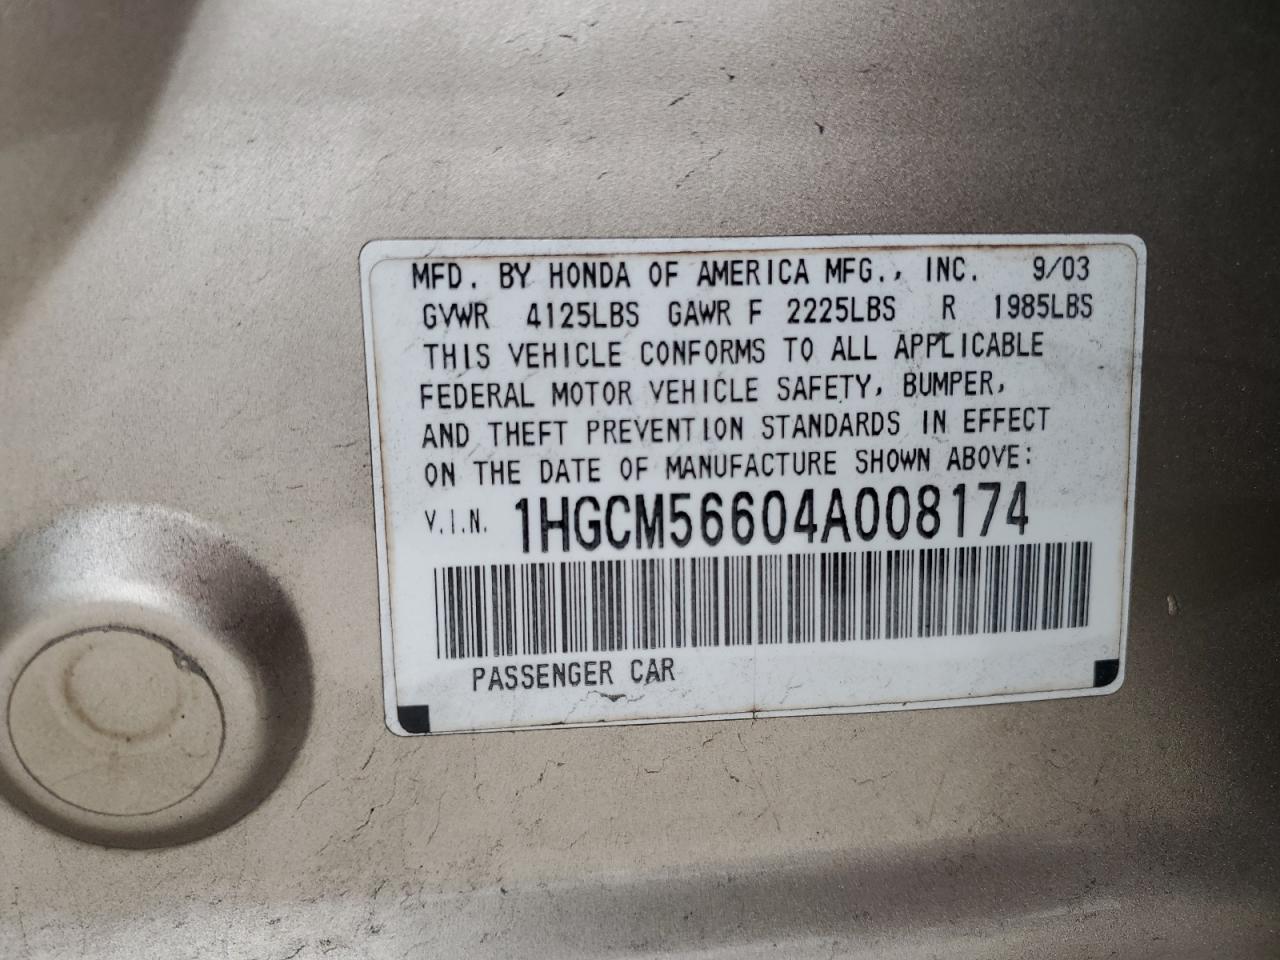 MFD. BY HONDA OF AMERICA MFG., INC. 9/03
GVWR 4125LBS GAWR F 2225LBS R 1985LBS
THIS VEHICLE CONFORMS TO ALL APPLICABLE
FEDERAL MOTOR VEHICLE SAFETY, BUMPER,
AND THEFT PREVENTION STANDARDS IN EFFECT
ON THE DATE OF MANUFACTURE SHOWN ABOVE:
V.I.N. 1HGCM56604A008174
PASSENGER CAR